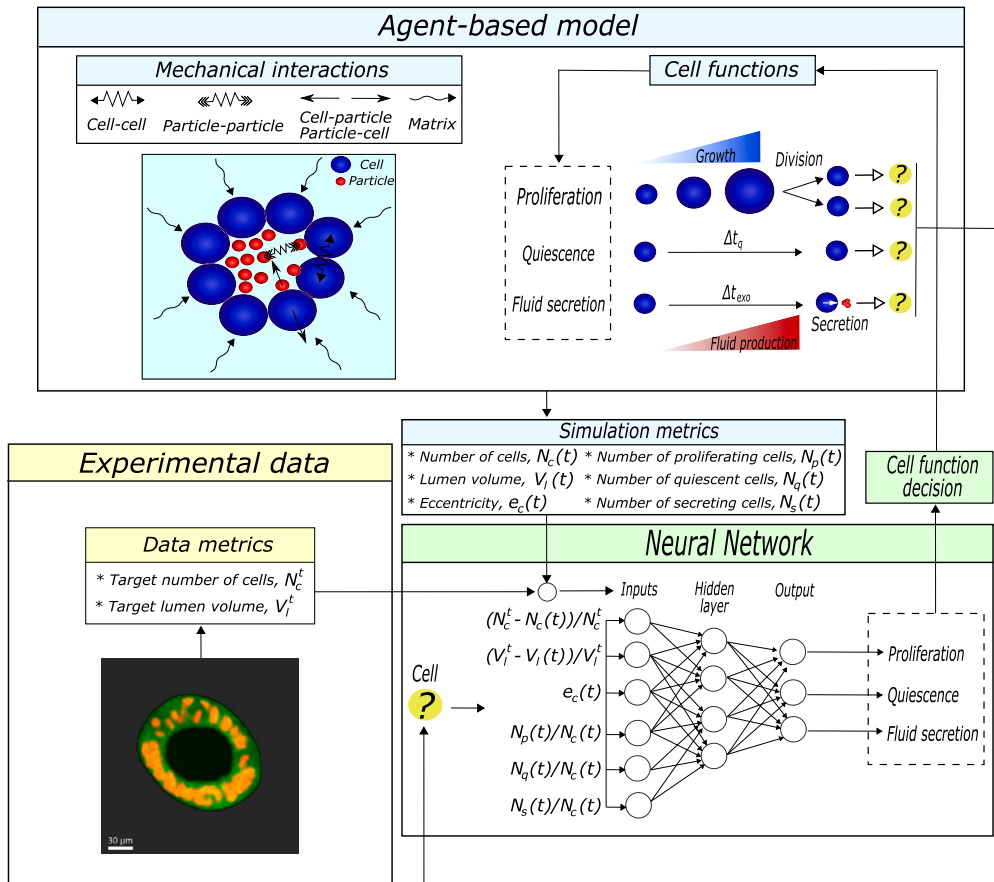 Agent-based model
Mechanical interactions
Cell-cell
Particle-particle
Cell-particle
Particle-cell
Matrix
Cell
Particle
Cell functions
Growth
Division
Proliferation
Quiescence
Fluid secretion
Δt_q
Δt_exo
Secretion
Fluid production
?
?
?
?
Simulation metrics
* Number of cells, N_c(t)
* Lumen volume, V_l(t)
* Eccentricity, e_c(t)
* Number of proliferating cells, N_p(t)
* Number of quiescent cells, N_q(t)
* Number of secreting cells, N_s(t)
Cell function
decision
Experimental data
Data metrics
* Target number of cells, N_c^t
* Target lumen volume, V_l^t
30 µm
Neural Network
Inputs
Hidden
layer
Output
Cell
?
(N_c^t - N_c(t))/N_c^t
(V_l^t - V_l(t))/V_l^t
e_c(t)
N_p(t)/N_c(t)
N_q(t)/N_c(t)
N_s(t)/N_c(t)
Proliferation
Quiescence
Fluid secretion